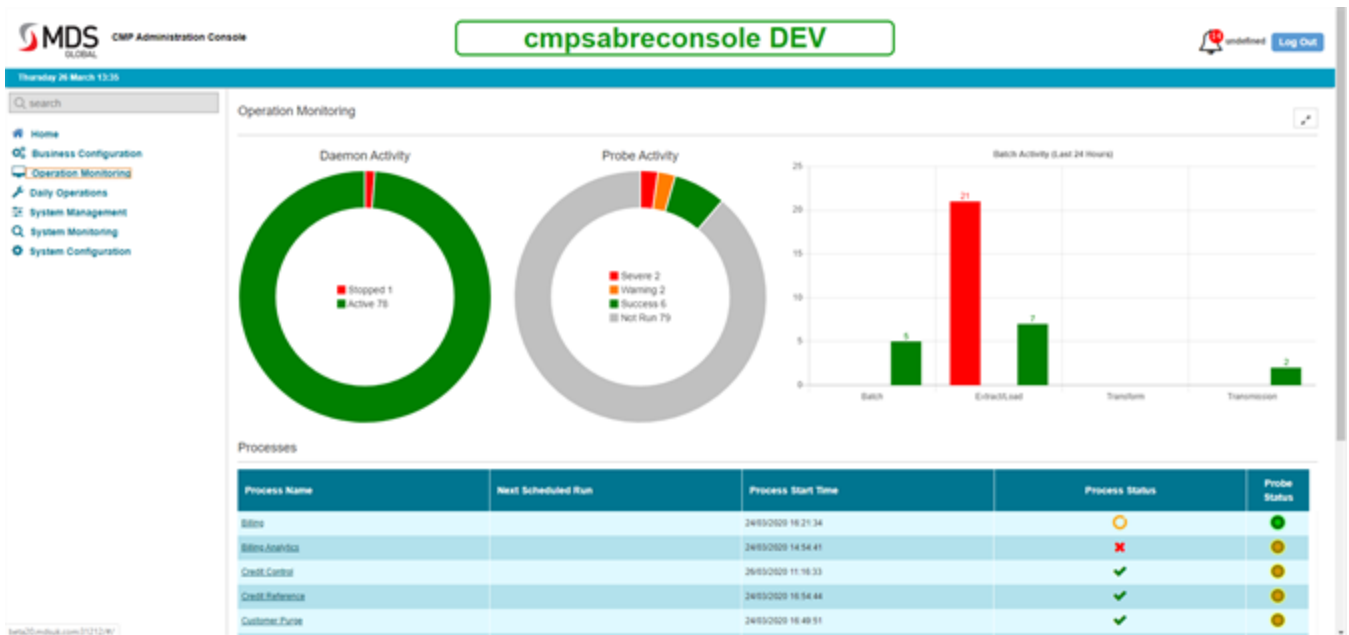 MDS
GLOBAL
CMP Administration Console
cmpsabreconsole DEV
undefined
Log Out
Thursday 26 March 13:35
search
Home
Business Configuration
Operation Monitoring
Daily Operations
System Management
System Monitoring
System Configuration
Operation Monitoring
Daemon Activity
Stopped 1
Active 78
Probe Activity
Severe 2
Warning 2
Success 6
Not Run 79
Batch Activity (Last 24 Hours)
25
20
15
10
5
0
5
21
7
2
Batch
Extract/Load
Transform
Transmission
Processes
Process Name Next Scheduled Run Process Start Time Process Status Probe Status
Billing 24/03/2020 16:21:34
Billing Analytics 24/03/2020 14:54:41
Credit Control 26/03/2020 11:16:33
Credit Reference 24/03/2020 16:54:44
Customer Purge 24/03/2020 16:49:51